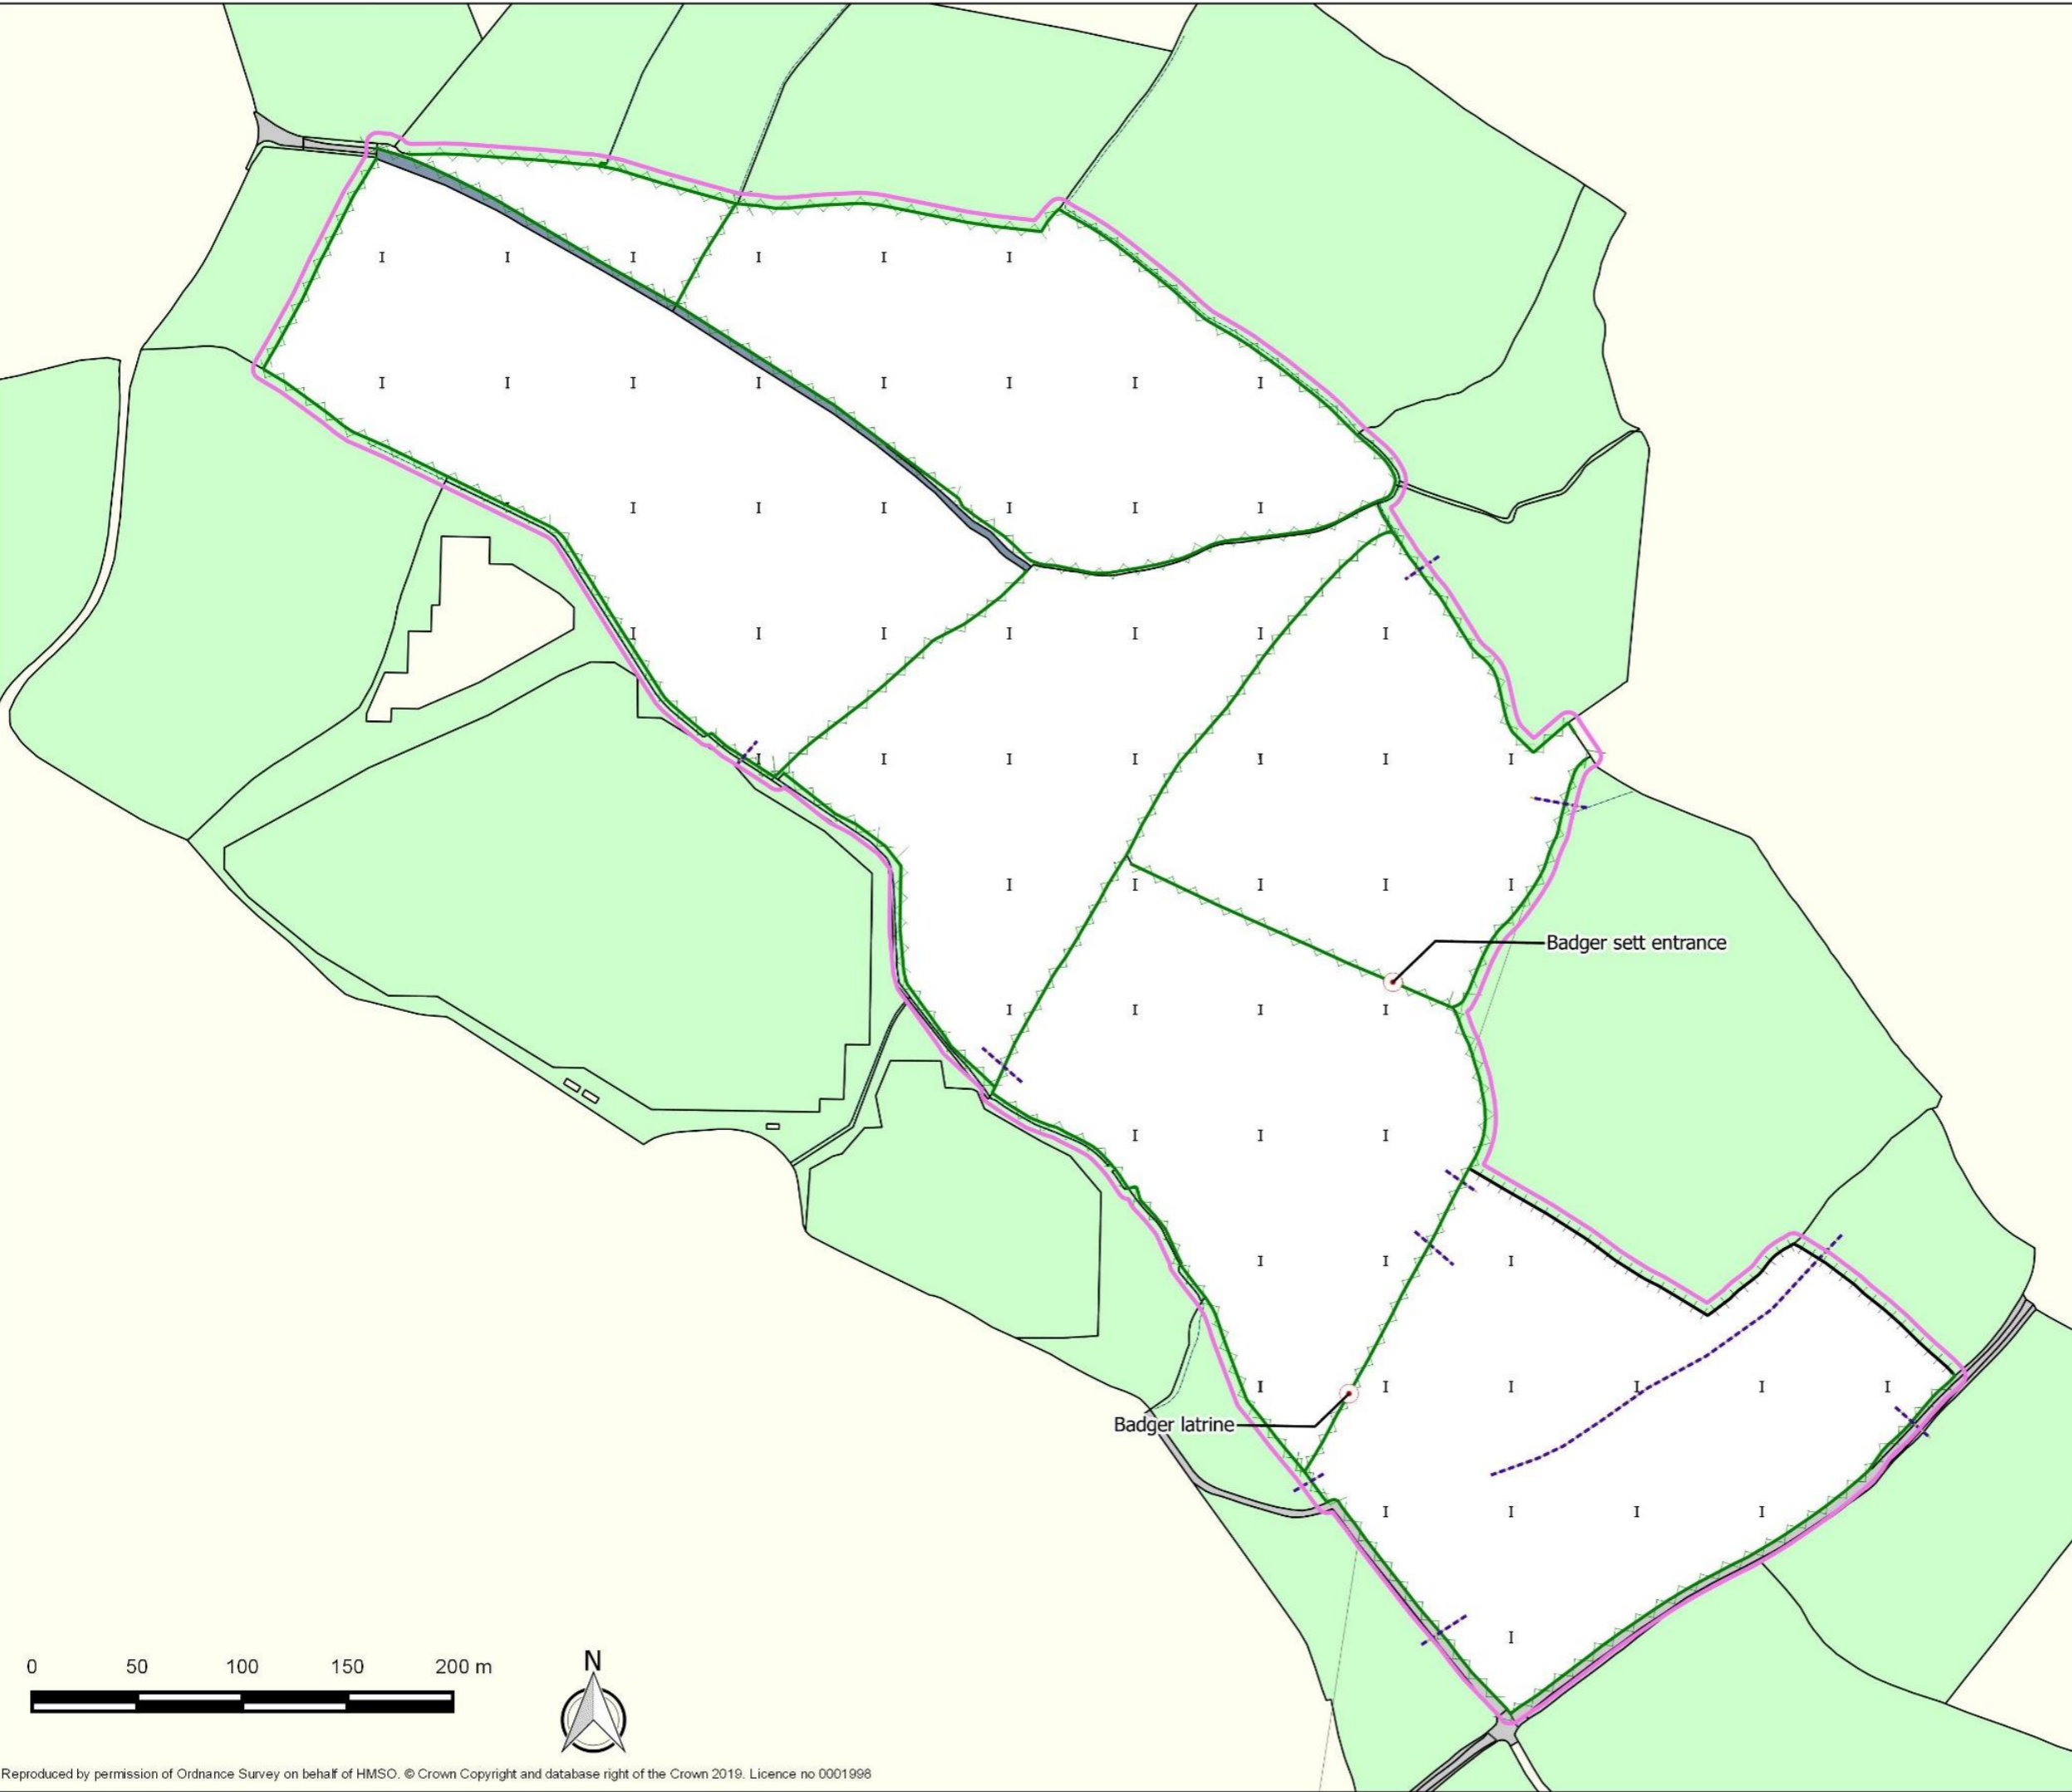 Badger sett entrance
Badger latrine
0 50 100 150 200 m
N
Reproduced by permission of Ordnance Survey on behalf of HMSO. © Crown Copyright and database right of the Crown 2019. Licence no 0001998